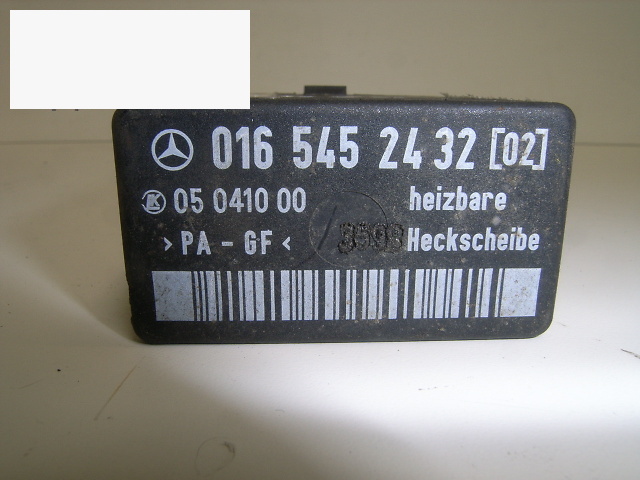 016 545 24 32 [02]
05 0410 00 heizbare
>PA - GF< Heckscheibe